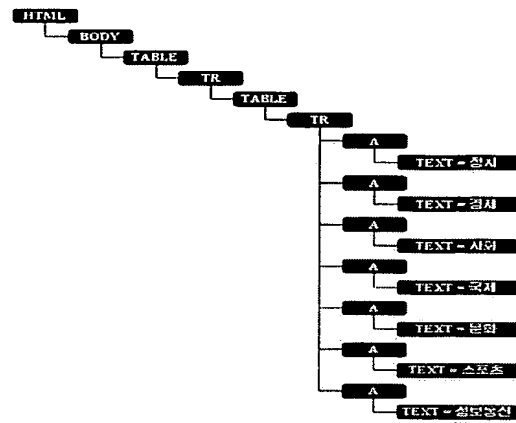 HTML
BODY
TABLE
TR
TABLE
TR
A
TEXT = 정치
A
TEXT = 경제
A
TEXT = 사회
A
TEXT = 국제
A
TEXT = 문화
A
TEXT = 스포츠
A
TEXT = 정보통신